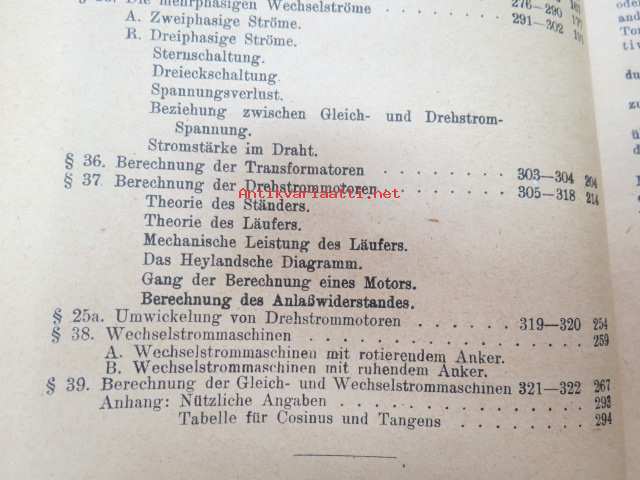 Die mehrphasigen Wechselströme . . . . . . . 276—290
A. Zweiphasige Ströme. 291—302
R. Dreiphasige Ströme.
Sternschaltung.
Dreieckschaltung.
Spannungsverlust.
Beziehung zwischen Gleich- und Drehstrom-
Spannung.
Stromstärke im Draht.
§ 36. Berechnung der Transformatoren . . . . . . . 303—304 204
§ 37. Berechnung der Drehstrommotoren . . . . . . . 305—318 214
Antikvariaatti.net
Theorie des Ständers.
Theorie des Läufers.
Mechanische Leistung des Läufers.
Das Heylandsche Diagramm.
Gang der Berechnung eines Motors.
Berechnung des Anlaßwiderstandes.
§ 25a. Umwickelung von Drehstrommotoren . . . . . . 319—320 254
§ 38. Wechselstrommaschinen . . . . . . . . . . 259
A. Wechselstrommaschinen mit rotierendem Anker.
B. Wechselstrommaschinen mit ruhendem Anker.
§ 39. Berechnung der Gleich- und Wechselstrommaschinen 321—322 267
Anhang: Nützliche Angaben . . . . . . . . . 293
Tabelle für Cosinus und Tangens . . . . . 294